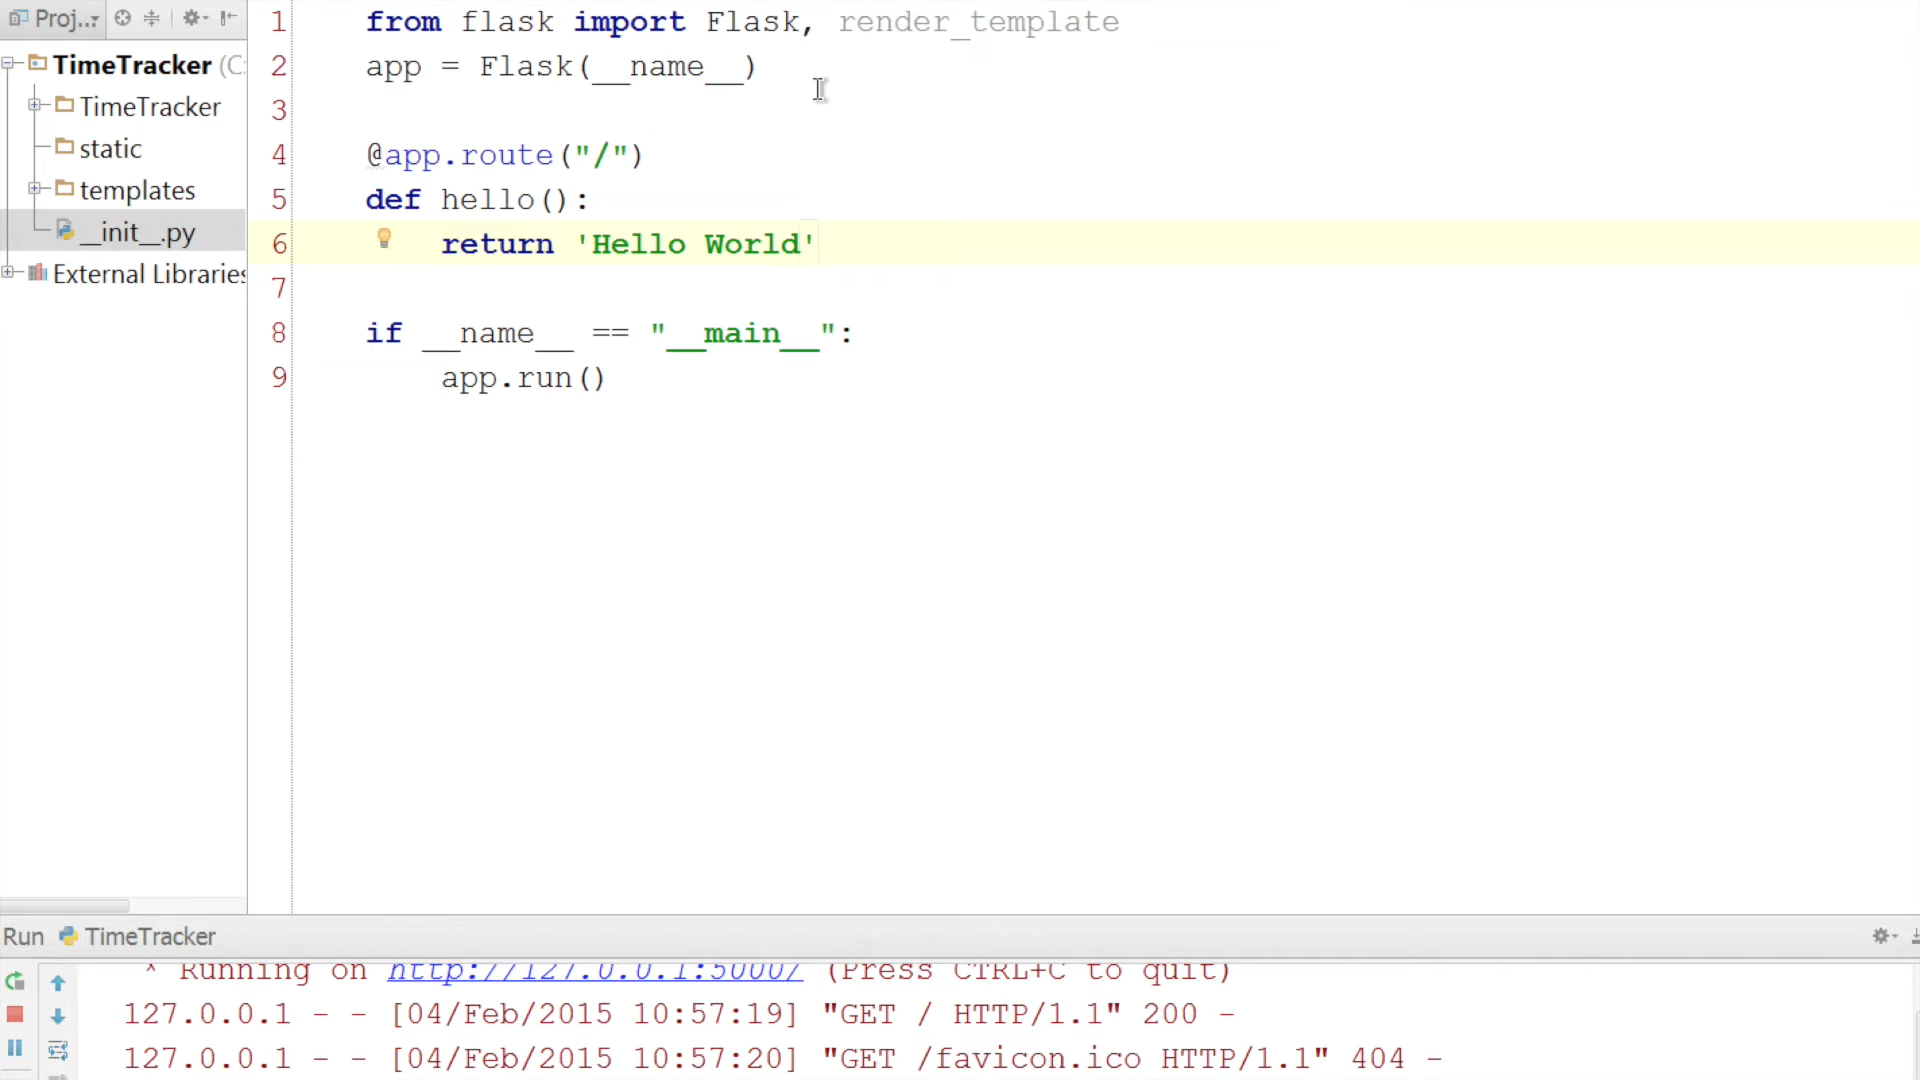 Proj...
TimeTracker (C:
TimeTracker
static
templates
__init__.py
External Libraries
1 from flask import Flask, render_template
2 app = Flask(__name__)
3
4 @app.route("/")
5 def hello():
6 return 'Hello World'
7
8 if __name__ == "__main__":
9 app.run()
Run TimeTracker
* Running on http://127.0.0.1:5000/ (Press CTRL+C to quit)
127.0.0.1 - - [04/Feb/2015 10:57:19] "GET / HTTP/1.1" 200 -
127.0.0.1 - - [04/Feb/2015 10:57:20] "GET /favicon.ico HTTP/1.1" 404 -